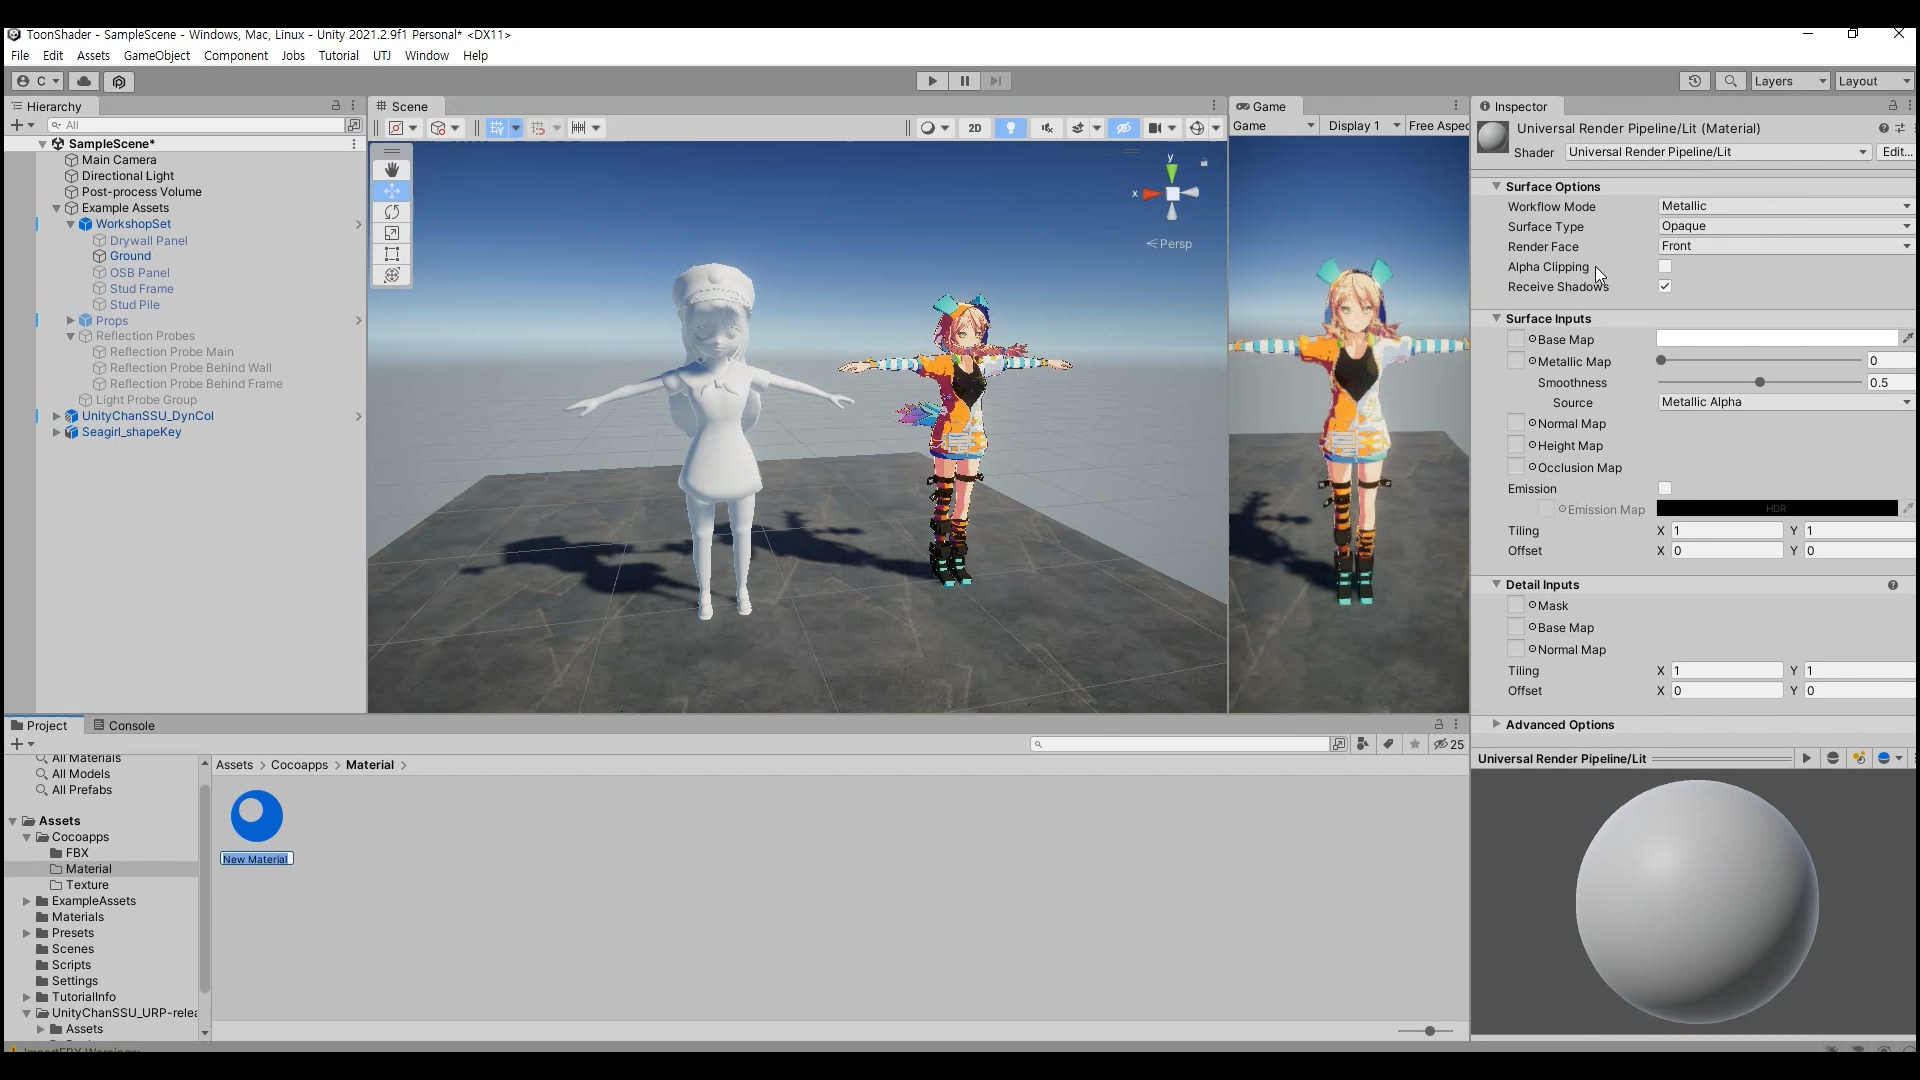 ToonShader - SampleScene - Windows, Mac, Linux - Unity 2021.2.9f1 Personal* <DX11>
File Edit Assets GameObject Component Jobs Tutorial UTJ Window Help
C Layers Layout
Hierarchy
All
SampleScene*
Main Camera
Directional Light
Post-process Volume
Example Assets
WorkshopSet
Drywall Panel
Ground
OSB Panel
Stud Frame
Stud Pile
Props
Reflection Probes
Reflection Probe Main
Reflection Probe Behind Wall
Reflection Probe Behind Frame
Light Probe Group
UnityChanSSU_DynCol
Seagirl_shapeKey
Scene
2D
y
x
Persp
Game
Game Display 1 Free Aspec
Inspector
Universal Render Pipeline/Lit (Material)
Shader Universal Render Pipeline/Lit Edit...
Surface Options
Workflow Mode Metallic
Surface Type Opaque
Render Face Front
Alpha Clipping
Receive Shadows
Surface Inputs
Base Map
Metallic Map 0
Smoothness 0.5
Source Metallic Alpha
Normal Map
Height Map
Occlusion Map
Emission
Emission Map HDR
Tiling X 1 Y 1
Offset X 0 Y 0
Detail Inputs
Mask
Base Map
Normal Map
Tiling X 1 Y 1
Offset X 0 Y 0
Advanced Options
Universal Render Pipeline/Lit
Project Console
25
All Materials
All Models
All Prefabs
Assets
Cocoapps
FBX
Material
Texture
ExampleAssets
Materials
Presets
Scenes
Scripts
Settings
TutorialInfo
UnityChanSSU_URP-relea
Assets
Assets > Cocoapps > Material >
New Material
ImportFBX Warnings: